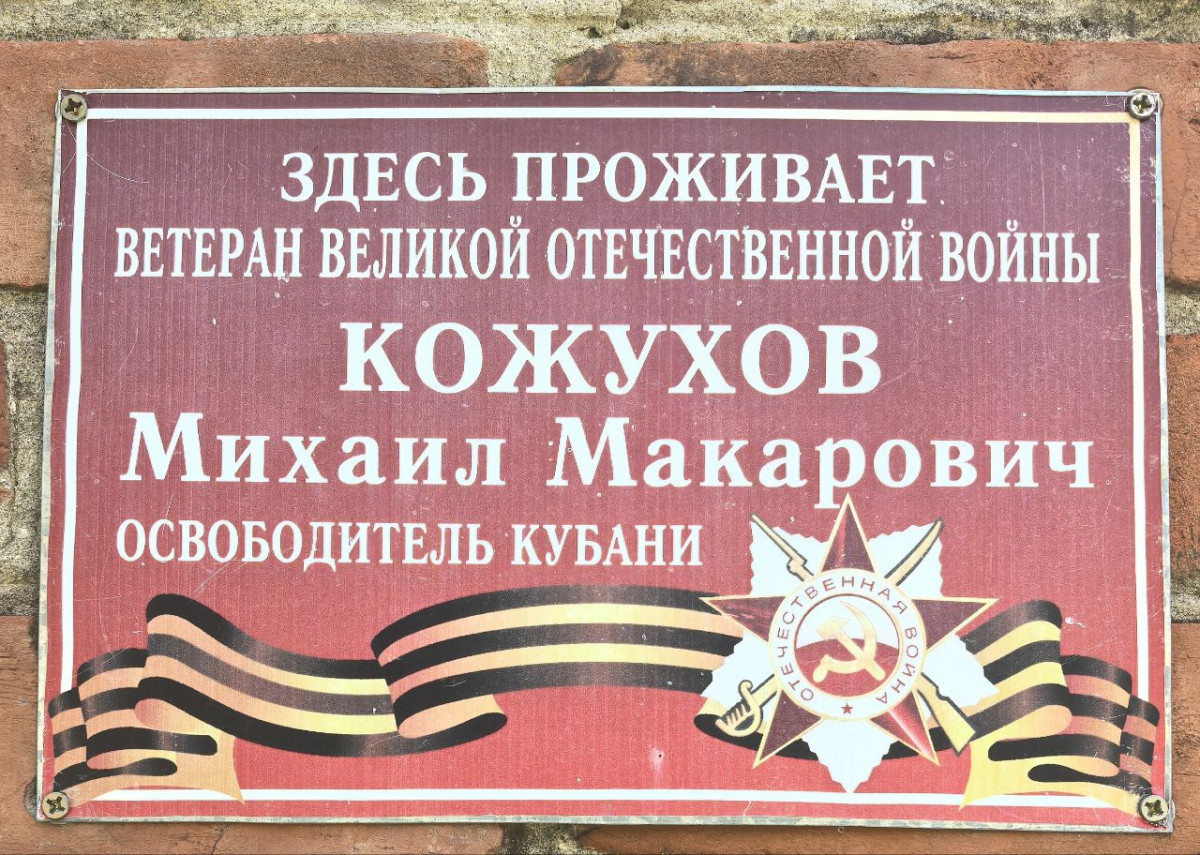 ЗДЕСЬ ПРОЖИВАЕТ
ВЕТЕРАН ВЕЛИКОЙ ОТЕЧЕСТВЕННОЙ ВОЙНЫ
КОЖУХОВ
Михаил Макарович
ОСВОБОДИТЕЛЬ КУБАНИ
ОТЕЧЕСТВЕННАЯ ВОЙНА